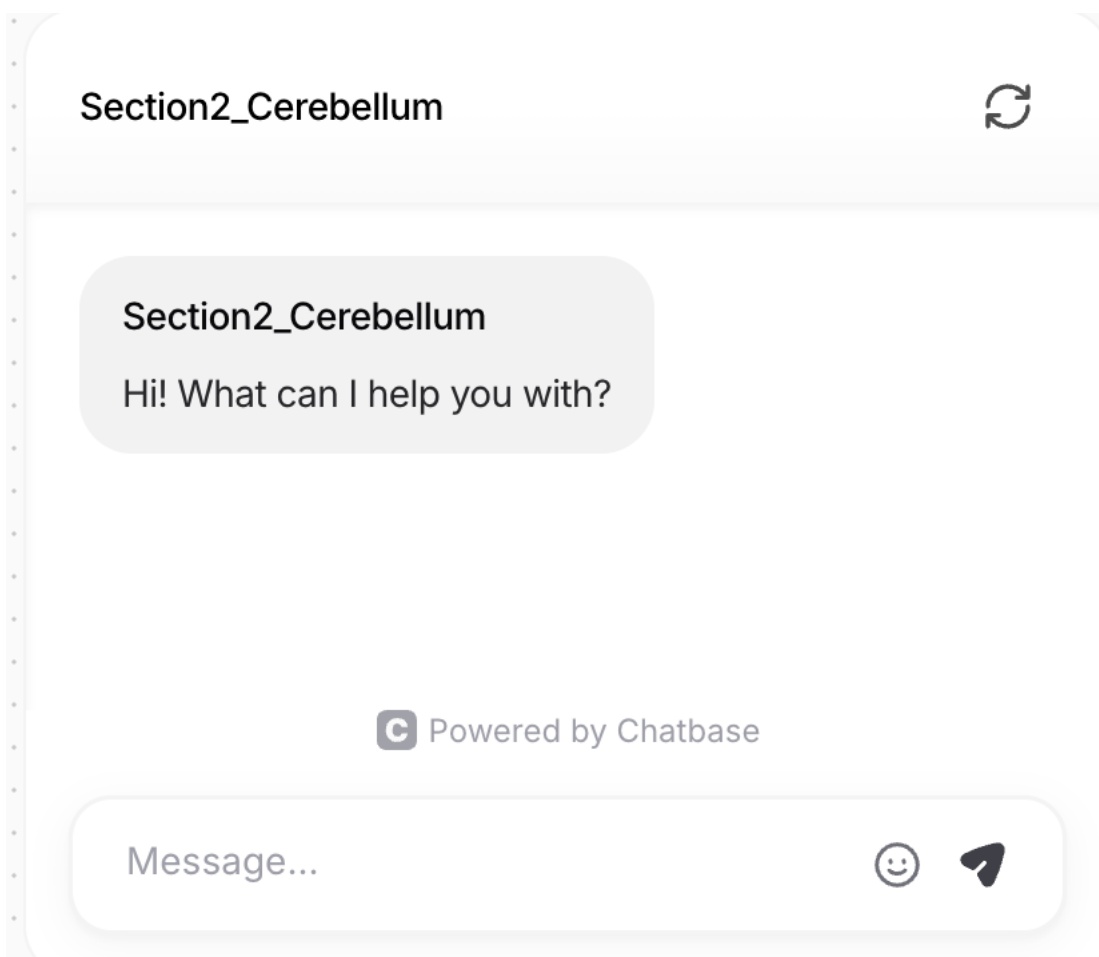 Section2_Cerebellum
Section2_Cerebellum
Hi! What can I help you with?
C Powered by Chatbase
Message...